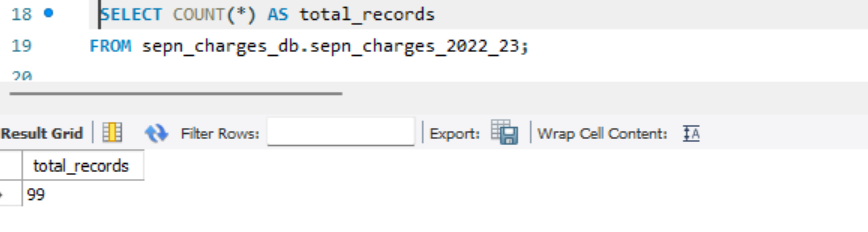 18 SELECT COUNT(*) AS total_records
19 FROM sepn_charges_db.sepn_charges_2022_23;
20
Result Grid Filter Rows: Export: Wrap Cell Content: IA
total_records
99